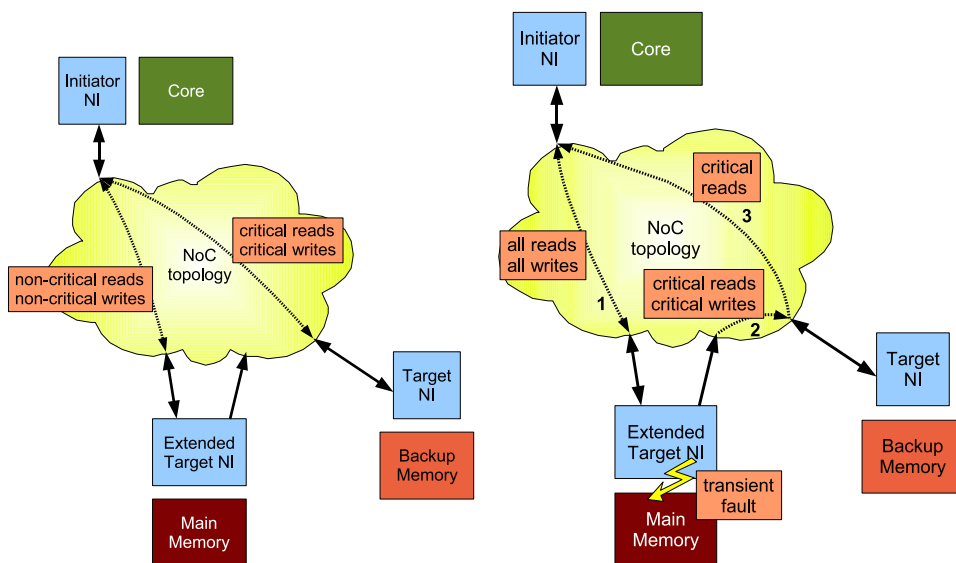 Initiator
NI
Core
NoC
topology
critical reads
critical writes
non-critical reads
non-critical writes
Target
NI
Extended
Target NI
Backup
Memory
Main
Memory
Initiator
NI
Core
critical
reads
3
NoC
topology
all reads
all writes
critical reads
critical writes
1
2
Target
NI
Extended
Target NI
Backup
Memory
transient
fault
Main
Memory